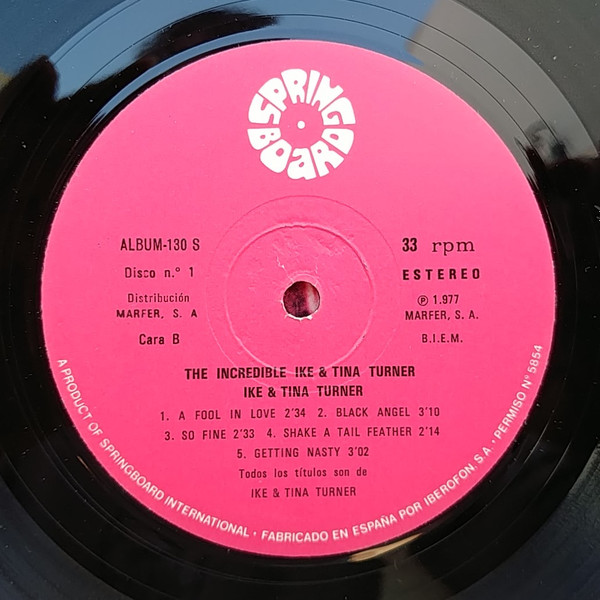 SPRING
BOARD
ALBUM-130 S
33 rpm
Disco n.° 1
ESTEREO
Distribución
MARFER, S. A
℗ 1.977
MARFER, S. A.
Cara B
B.I.E.M.
THE INCREDIBLE IKE & TINA TURNER
IKE & TINA TURNER
1. A FOOL IN LOVE 2'34 2. BLACK ANGEL 3'10
3. SO FINE 2'33 4. SHAKE A TAIL FEATHER 2'14
5. GETTING NASTY 3'02
Todos los títulos son de
IKE & TINA TURNER
A PRODUCT OF SPRINGBOARD INTERNATIONAL · FABRICADO EN ESPAÑA POR IBEROFON, S.A. · PERMISO Nº 5854